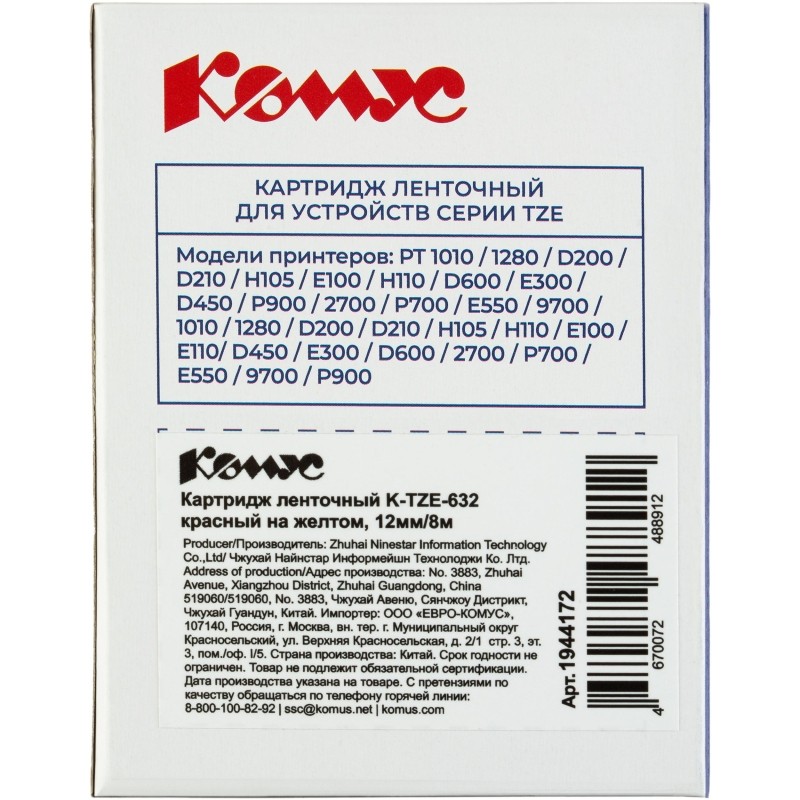 Комус
КАРТРИДЖ ЛЕНТОЧНЫЙ
ДЛЯ УСТРОЙСТВ СЕРИИ TZE
Модели принтеров: PT 1010 / 1280 / D200 /
D210 / H105 / E100 / H110 / D600 / E300 /
D450 / P900 / 2700 / P700 / E550 / 9700 /
1010 / 1280 / D200 / D210 / H105 / H110 / E100 /
E110/ D450 / E300 / D600 / 2700 / P700 /
E550 / 9700 / P900
Комус
Картридж ленточный K-TZE-632
красный на желтом, 12мм/8м
Producer/Производитель: Zhuhai Ninestar Information Technology
Co.,Ltd/ Чжухай Найнстар Информейшн Технолоджи Ко. Лтд.
Address of production/Адрес производства: No. 3883, Zhuhai
Avenue, Xiangzhou District, Zhuhai Guangdong, China
519060/519060, No. 3883, Чжухай Авеню, Сянчжоу Дистрикт,
Чжухай Гуандун, Китай. Импортер: ООО «ЕВРО-КОМУС»,
107140, Россия, г. Москва, вн. тер. г. Муниципальный округ
Красносельский, ул. Верхняя Красносельская, д. 2/1 стр. 3, эт.
3, пом./оф. I/5. Страна производства: Китай. Срок годности не
ограничен. Товар не подлежит обязательной сертификации.
Дата производства указана на товаре. С претензиями по
качеству обращаться по телефону горячей линии:
8-800-100-82-92 | ssc@komus.net | komus.com
Арт.1944172
4 670072 488912